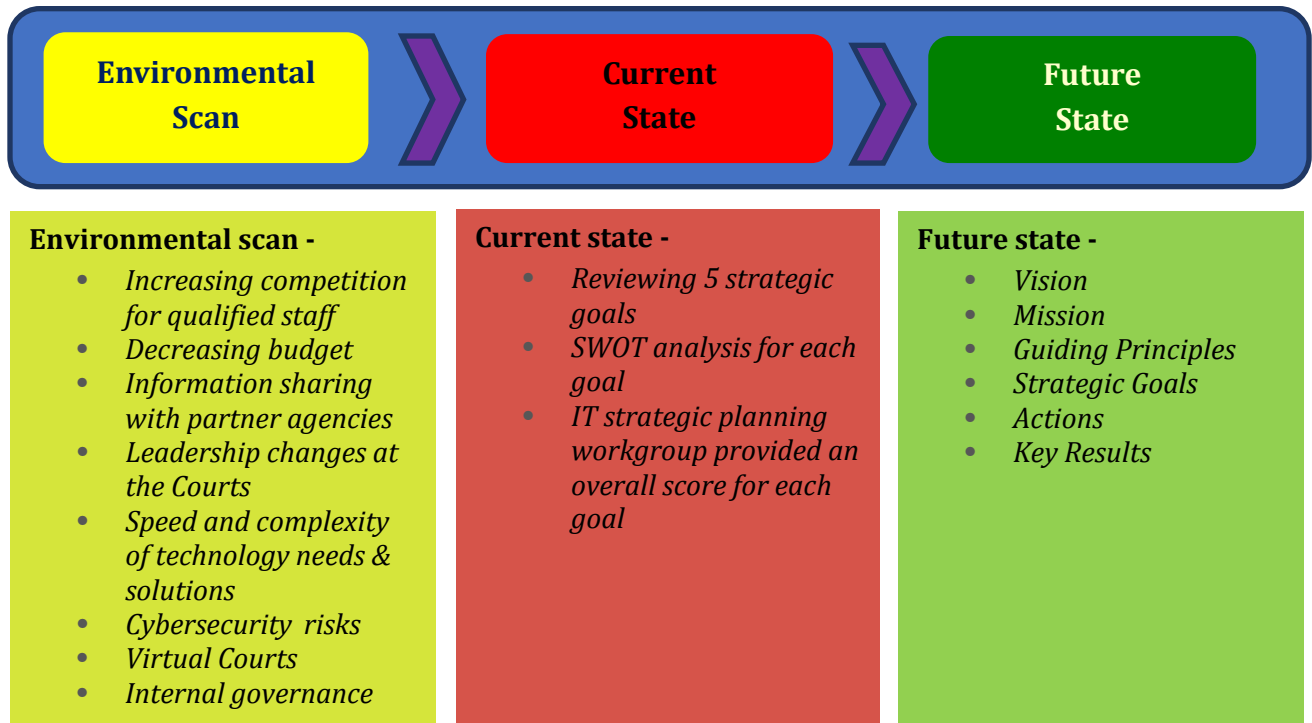 Environmental
Scan
Current
State
Future
State
Environmental scan -
• Increasing competition
for qualified staff
• Decreasing budget
• Information sharing
with partner agencies
• Leadership changes at
the Courts
• Speed and complexity
of technology needs &
solutions
• Cybersecurity risks
• Virtual Courts
• Internal governance
Current state -
• Reviewing 5 strategic
goals
• SWOT analysis for each
goal
• IT strategic planning
workgroup provided an
overall score for each
goal
Future state -
• Vision
• Mission
• Guiding Principles
• Strategic Goals
• Actions
• Key Results